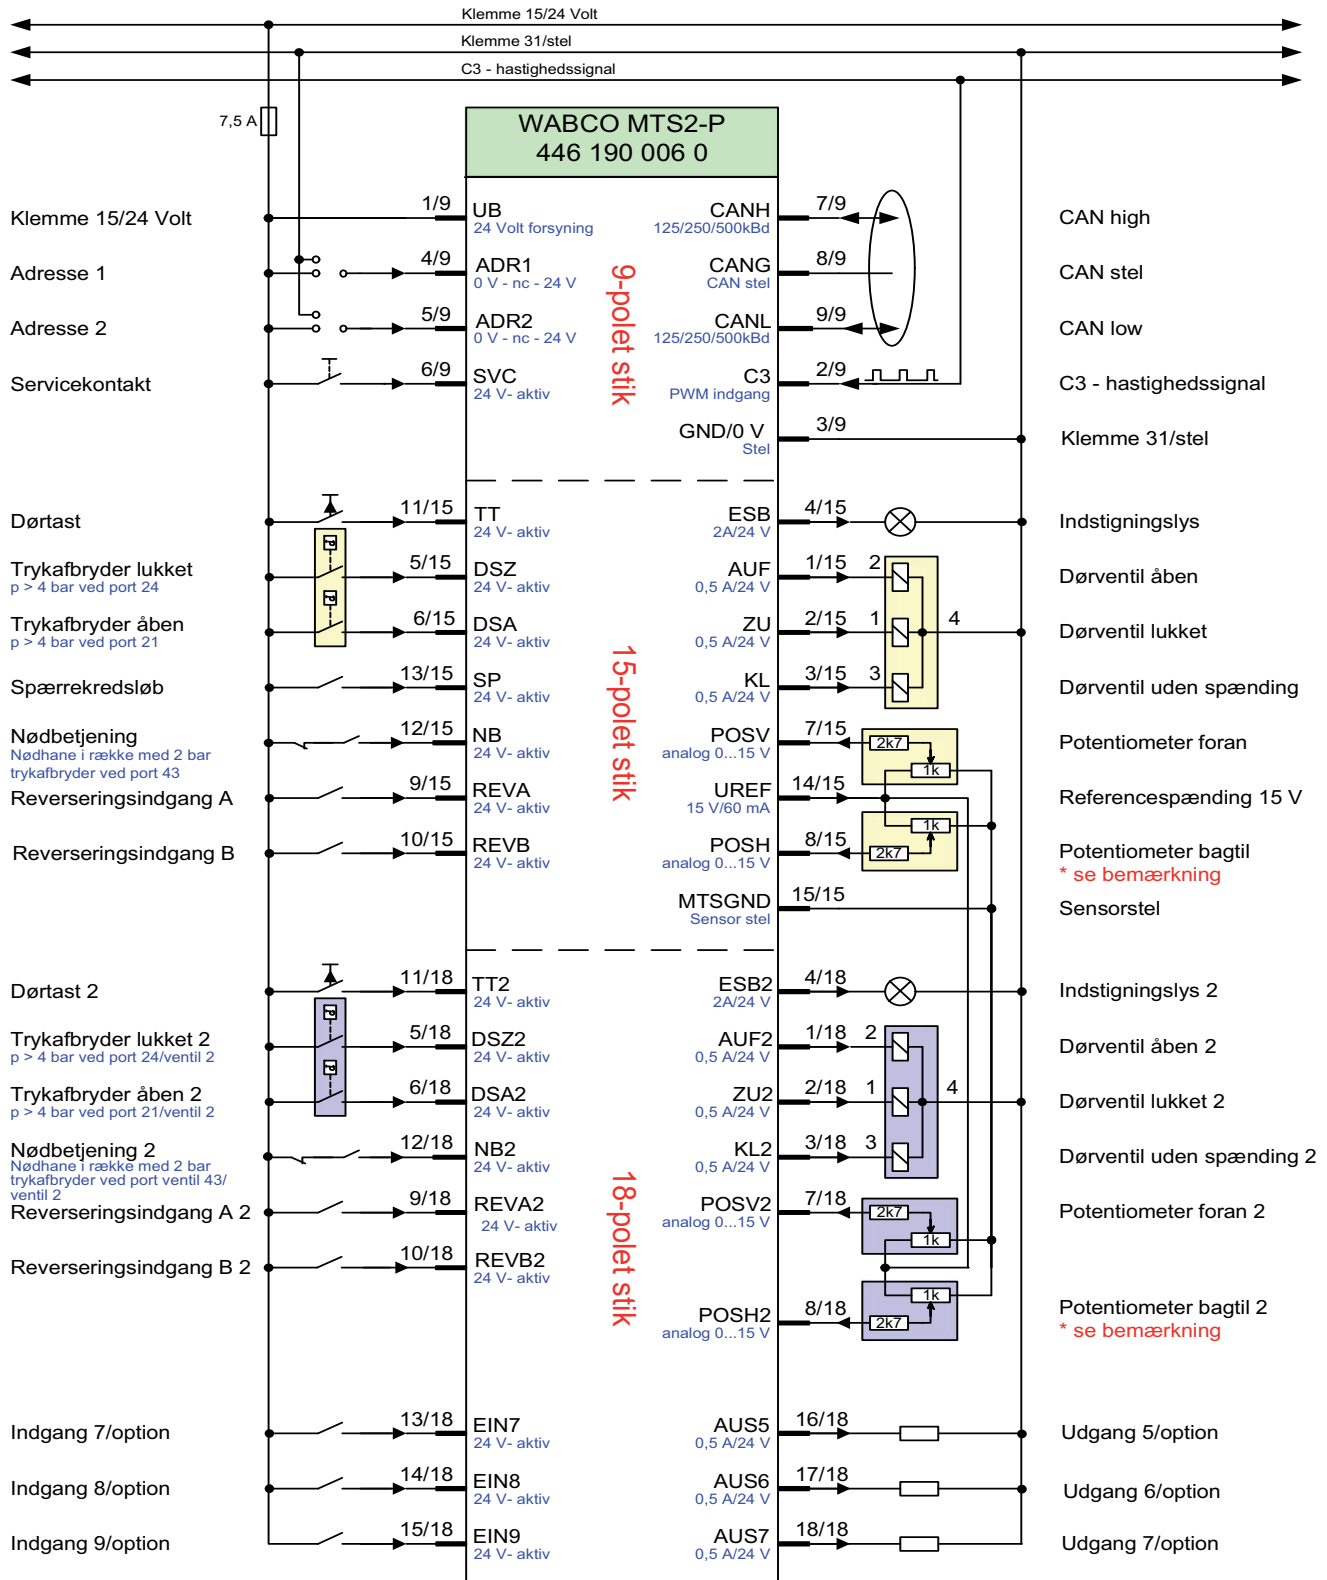 Klemme 15/24 Volt
Klemme 31/stel
C3 - hastighedssignal
7,5 A
WABCO MTS2-P
446 190 006 0
Klemme 15/24 Volt
1/9
UB
24 Volt forsyning
CANH
125/250/500kBd
7/9
CAN high
Adresse 1
4/9
ADR1
0 V - nc - 24 V
CANG
CAN stel
8/9
CAN stel
Adresse 2
5/9
ADR2
0 V - nc - 24 V
CANL
125/250/500kBd
9/9
CAN low
Servicekontakt
6/9
SVC
24 V- aktiv
C3
PWM indgang
2/9
C3 - hastighedssignal
GND/0 V
Stel
3/9
Klemme 31/stel
9-polet stik
Dørtast
11/15
TT
24 V- aktiv
ESB
2A/24 V
4/15
Indstigningslys
Trykafbryder lukket
p > 4 bar ved port 24
P
5/15
DSZ
24 V- aktiv
AUF
0,5 A/24 V
1/15
2
Dørventil åben
Trykafbryder åben
p > 4 bar ved port 21
P
6/15
DSA
24 V- aktiv
ZU
0,5 A/24 V
2/15
1
4
Dørventil lukket
Spærrekredsløb
13/15
SP
24 V- aktiv
KL
0,5 A/24 V
3/15
3
Dørventil uden spænding
15-polet stik
Nødbetjening
Nødhane i række med 2 bar
trykafbryder ved port 43
12/15
NB
24 V- aktiv
POSV
analog 0...15 V
7/15
2k7
1k
Potentiometer foran
Reverseringsindgang A
9/15
REVA
24 V- aktiv
UREF
15 V/60 mA
14/15
Referencespænding 15 V
Reverseringsindgang B
10/15
REVB
24 V- aktiv
POSH
analog 0...15 V
8/15
1k
2k7
Potentiometer bagtil
* se bemærkning
MTSGND
Sensor stel
15/15
Sensorstel
Dørtast 2
11/18
TT2
24 V- aktiv
ESB2
2A/24 V
4/18
Indstigningslys 2
Trykafbryder lukket 2
p > 4 bar ved port 24/ventil 2
P
5/18
DSZ2
24 V- aktiv
AUF2
0,5 A/24 V
1/18
2
Dørventil åben 2
Trykafbryder åben 2
p > 4 bar ved port 21/ventil 2
P
6/18
DSA2
24 V- aktiv
ZU2
0,5 A/24 V
2/18
1
4
Dørventil lukket 2
Nødbetjening 2
Nødhane i række med 2 bar
trykafbryder ved port ventil 43/
ventil 2
12/18
NB2
24 V- aktiv
KL2
0,5 A/24 V
3/18
3
Dørventil uden spænding 2
18-polet stik
Reverseringsindgang A 2
9/18
REVA2
24 V- aktiv
POSV2
analog 0...15 V
7/18
2k7
1k
Potentiometer foran 2
Reverseringsindgang B 2
10/18
REVB2
24 V- aktiv
POSH2
analog 0...15 V
8/18
1k
2k7
Potentiometer bagtil 2
* se bemærkning
Indgang 7/option
13/18
EIN7
24 V- aktiv
AUS5
0,5 A/24 V
16/18
Udgang 5/option
Indgang 8/option
14/18
EIN8
24 V- aktiv
AUS6
0,5 A/24 V
17/18
Udgang 6/option
Indgang 9/option
15/18
EIN9
24 V- aktiv
AUS7
0,5 A/24 V
18/18
Udgang 7/option